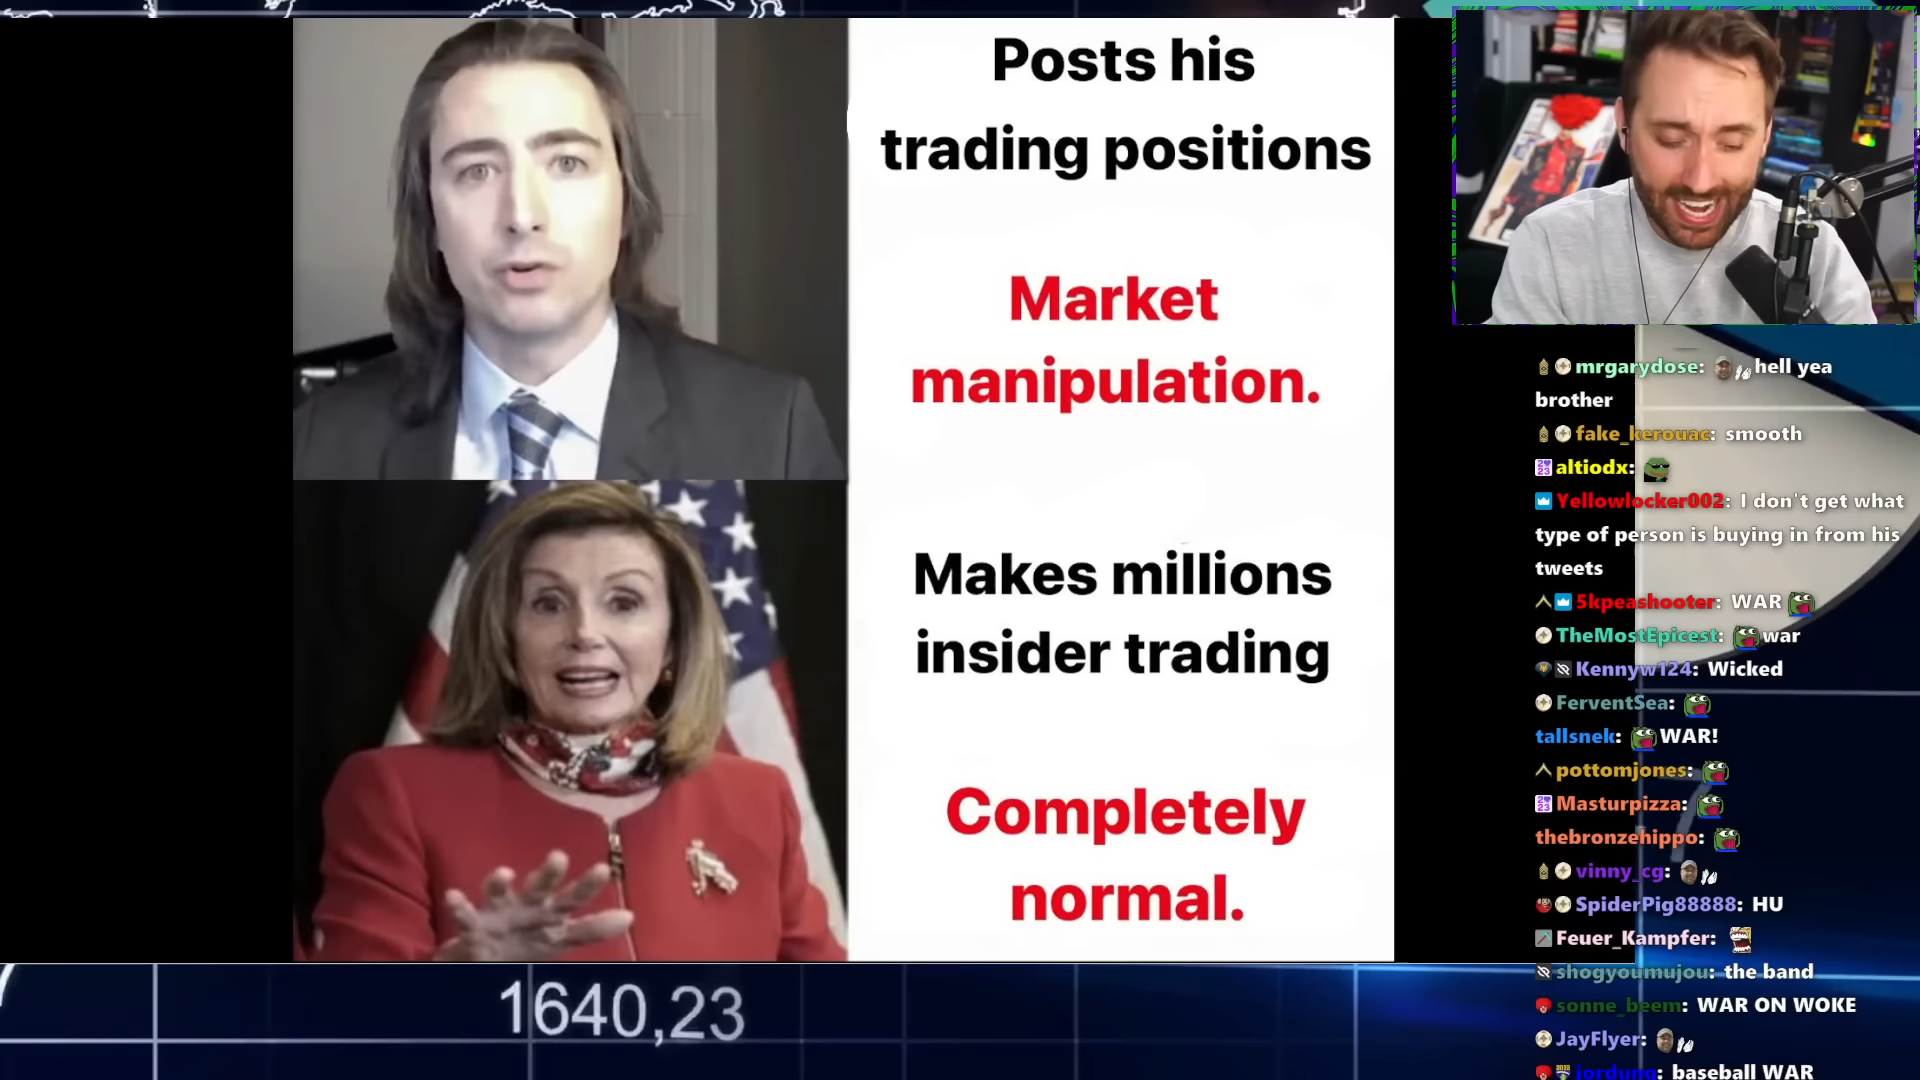 Posts his
trading positions
Market
manipulation.
Makes millions
insider trading
Completely
normal.
1640,23
mrgarydose: hell yea
brother
fake_kerouac: smooth
altiodx:
Yellowlocker002: I don't get what
type of person is buying in from his
tweets
5kpeashooter: WAR
TheMostEpicest: war
Kennyw124: Wicked
FerventSea:
tallsnek: WAR!
pottomjones:
Masturpizza:
thebronzehippo:
vinny_cg:
SpiderPig88888: HU
Feuer_Kampfer:
shogyoumujou: the band
sonne_beem: WAR ON WOKE
JayFlyer:
jorduno: baseball WAR